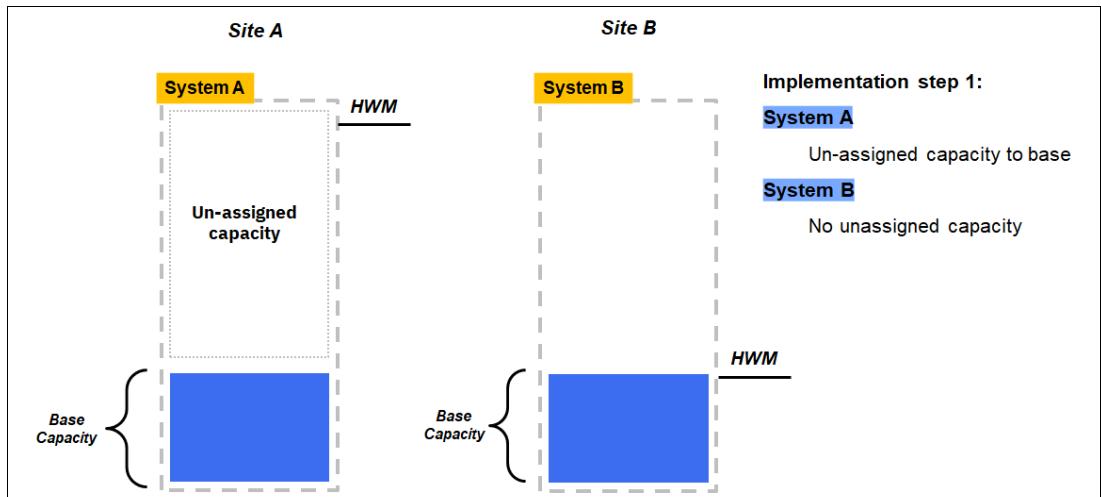 Site A
Site B
System A
System B
HWM
Un-assigned
capacity
Base
Capacity
HWM
Base
Capacity
Implementation step 1:
System A
Un-assigned capacity to base
System B
No unassigned capacity